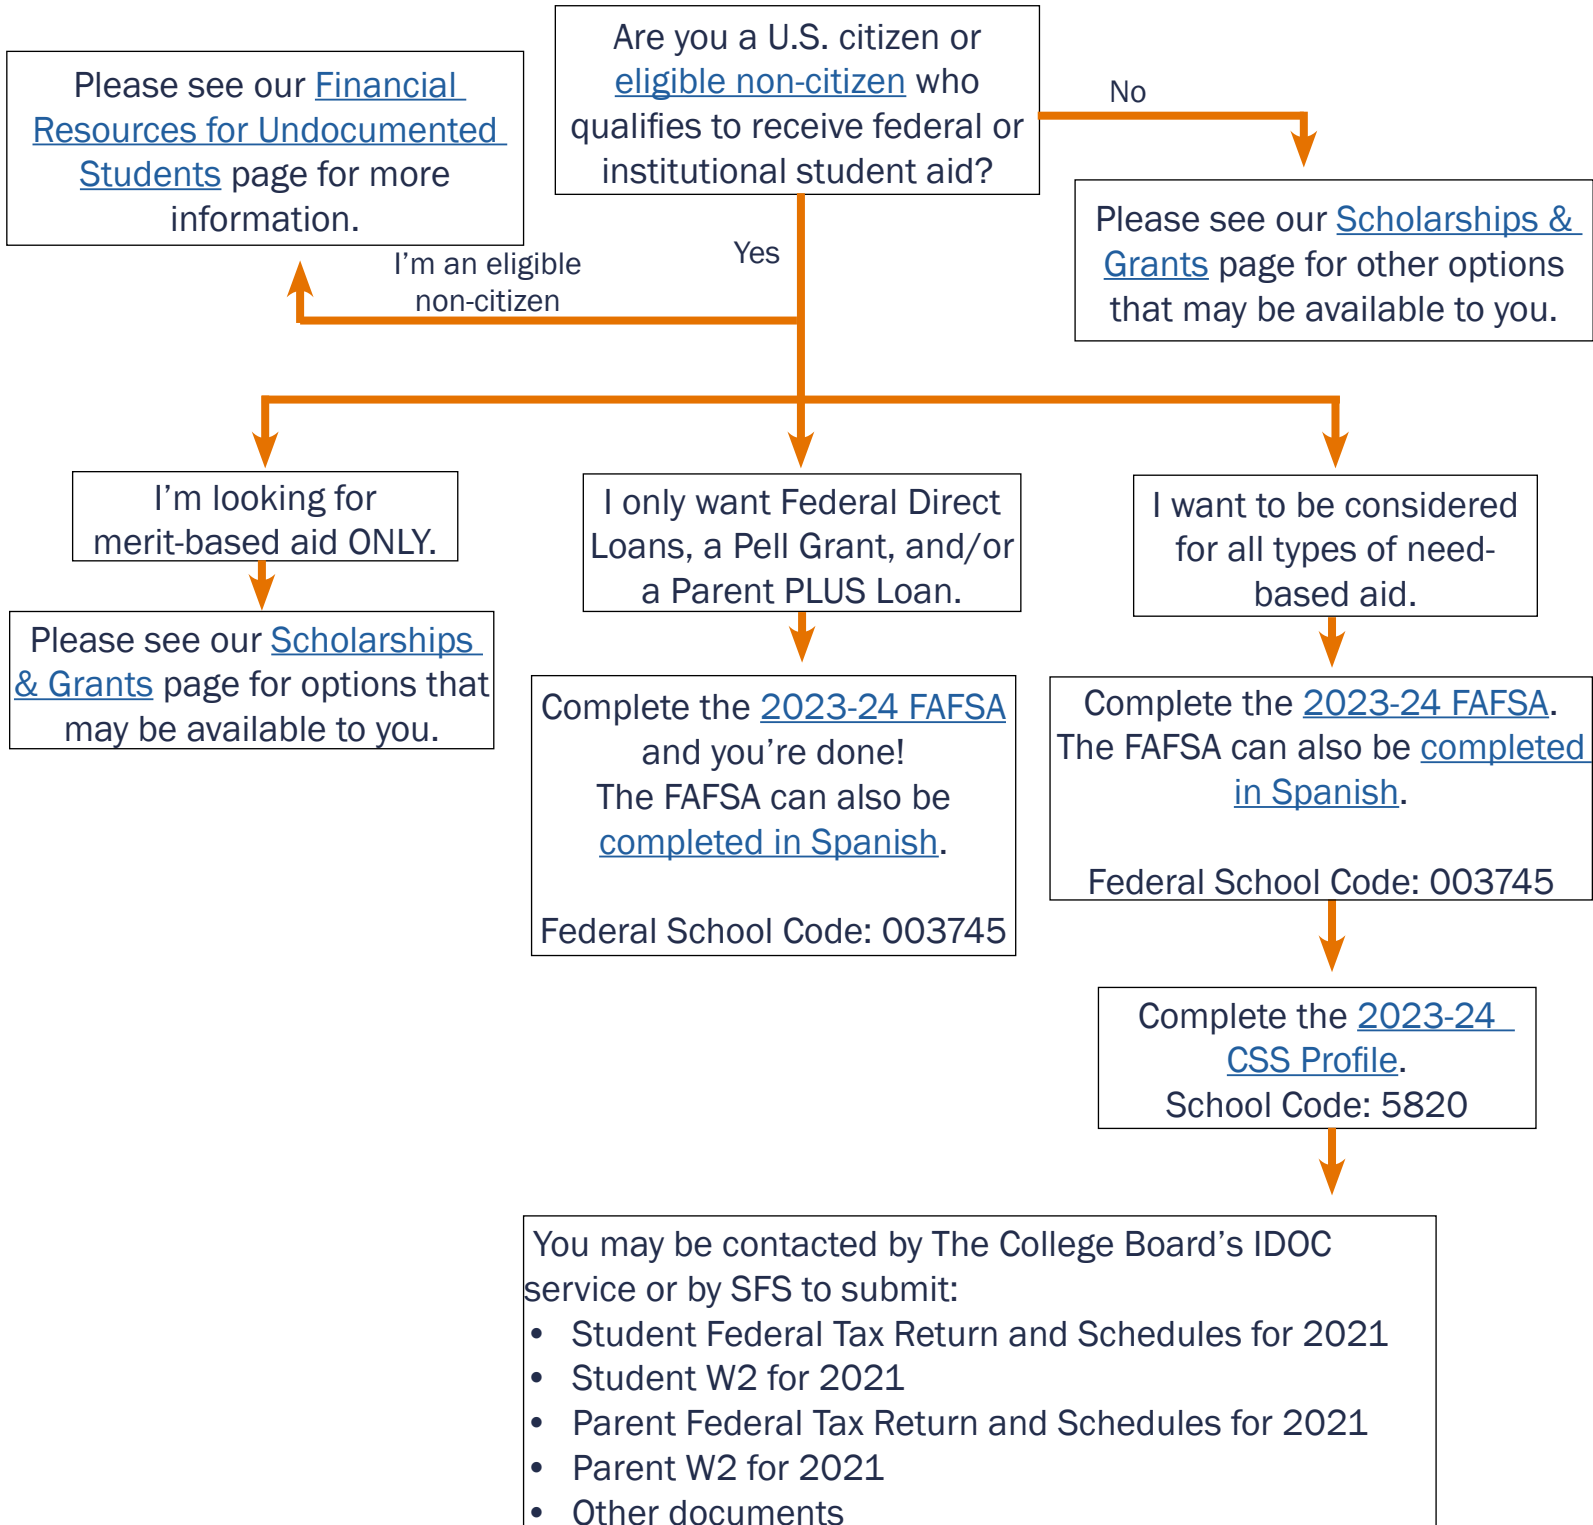 Are you a U.S. citizen or
eligible non-citizen who
qualifies to receive federal or
institutional student aid?
Please see our Financial
Resources for Undocumented
Students page for more
information.
No
Please see our Scholarships &
Grants page for other options
that may be available to you.
Yes
I'm an eligible
non-citizen
I'm looking for
merit-based aid ONLY.
Please see our Scholarships
& Grants page for options that
may be available to you.
I only want Federal Direct
Loans, a Pell Grant, and/or
a Parent PLUS Loan.
Complete the 2023-24 FAFSA
and you're done!
The FAFSA can also be
completed in Spanish.
Federal School Code: 003745
I want to be considered
for all types of need-
based aid.
Complete the 2023-24 FAFSA.
The FAFSA can also be completed
in Spanish.
Federal School Code: 003745
Complete the 2023-24
CSS Profile.
School Code: 5820
You may be contacted by The College Board's IDOC
service or by SFS to submit:
• Student Federal Tax Return and Schedules for 2021
• Student W2 for 2021
• Parent Federal Tax Return and Schedules for 2021
• Parent W2 for 2021
• Other documents